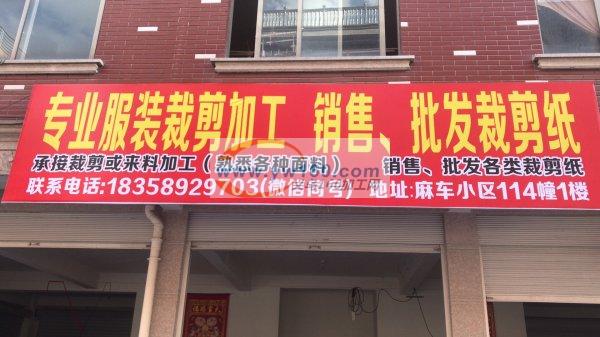 专业服装裁剪加工 销售、批发裁剪纸
承接裁剪或来料加工（熟悉各种面料） 销售、批发各类裁剪纸
联系电话:18358929703(微信同号) 地址:麻车小区114幢1楼